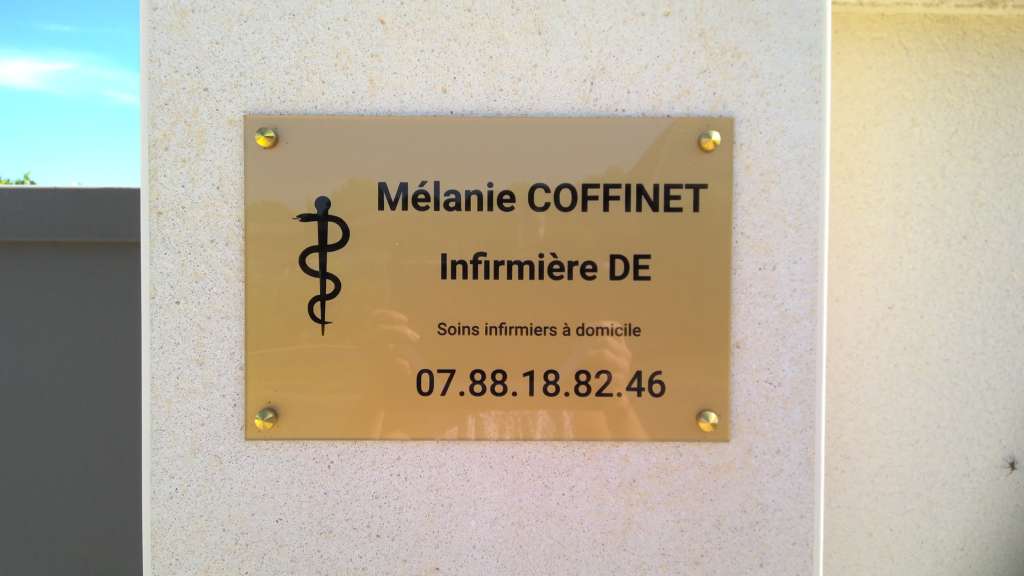 Mélanie COFFINET
Infirmière DE
Soins infirmiers à domicile
07.88.18.82.46